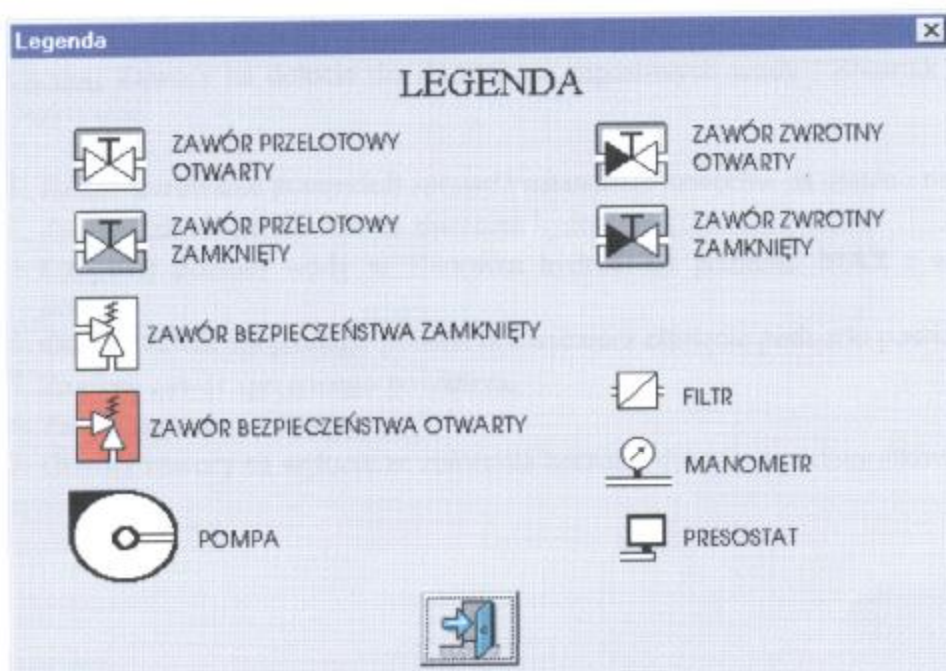 Legenda
LEGENDA
ZAWÓR PRZELOTOWY
OTWARTY
ZAWÓR ZWROTNY
OTWARTY
ZAWÓR PRZELOTOWY
ZAMKNIĘTY
ZAWÓR ZWROTNY
ZAMKNIĘTY
ZAWÓR BEZPIECZEŃSTWA ZAMKNIĘTY
FILTR
ZAWÓR BEZPIECZEŃSTWA OTWARTY
MANOMETR
POMPA
PRESOSTAT